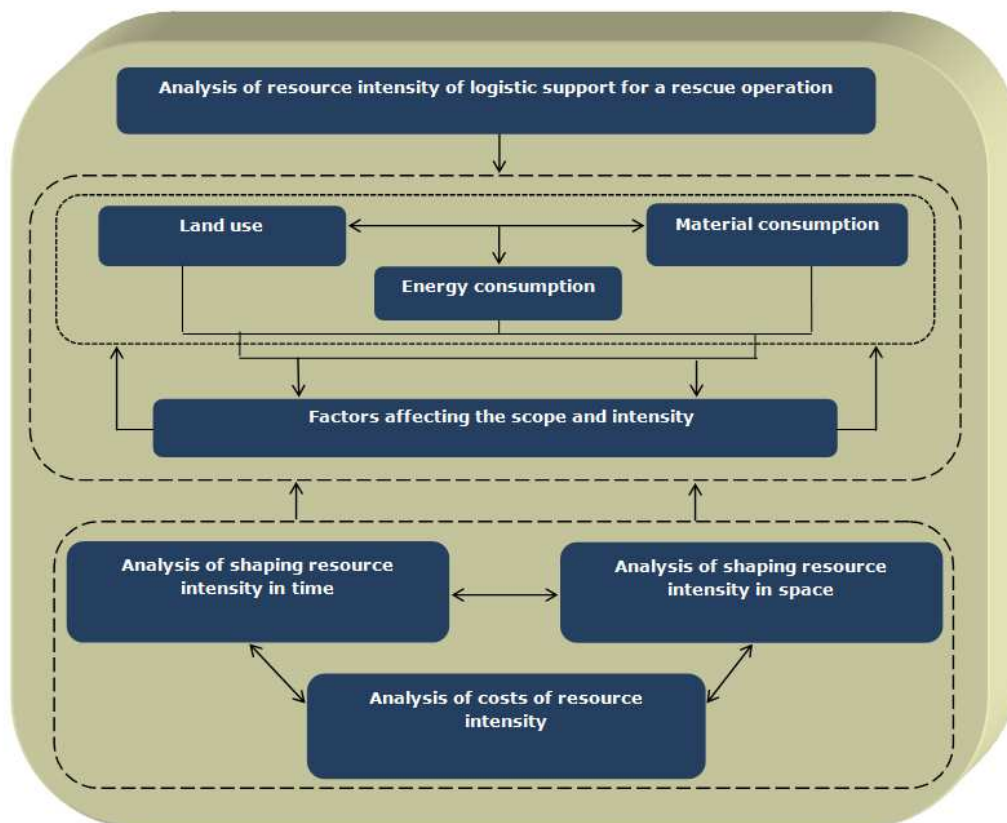 Analysis of resource intensity of logistic support for a rescue operation
Land use
Material consumption
Energy consumption
Factors affecting the scope and intensity
Analysis of shaping resource
intensity in time
Analysis of shaping resource
intensity in space
Analysis of costs of resource
intensity